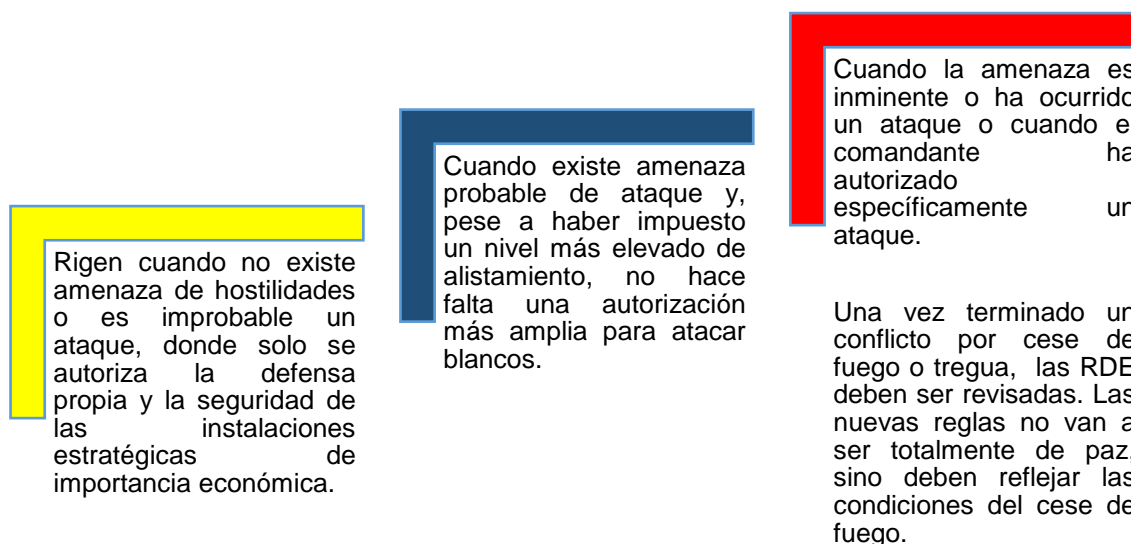 Rigen cuando no existe
amenaza de hostilidades
o es improbable un
ataque, donde solo se
autoriza la defensa
propia y la seguridad de
las instalaciones
estratégicas de
importancia económica.
Cuando existe amenaza
probable de ataque y,
pese a haber impuesto
un nivel más elevado de
alistamiento, no hace
falta una autorización
más amplia para atacar
blancos.
Cuando la amenaza es
inminente o ha ocurrido
un ataque o cuando e
comandante ha
autorizado
específicamente un
ataque.
Una vez terminado un
conflicto por cese de
fuego o tregua, las RDE
deben ser revisadas. Las
nuevas reglas no van a
ser totalmente de paz,
sino deben reflejar las
condiciones del cese de
fuego.